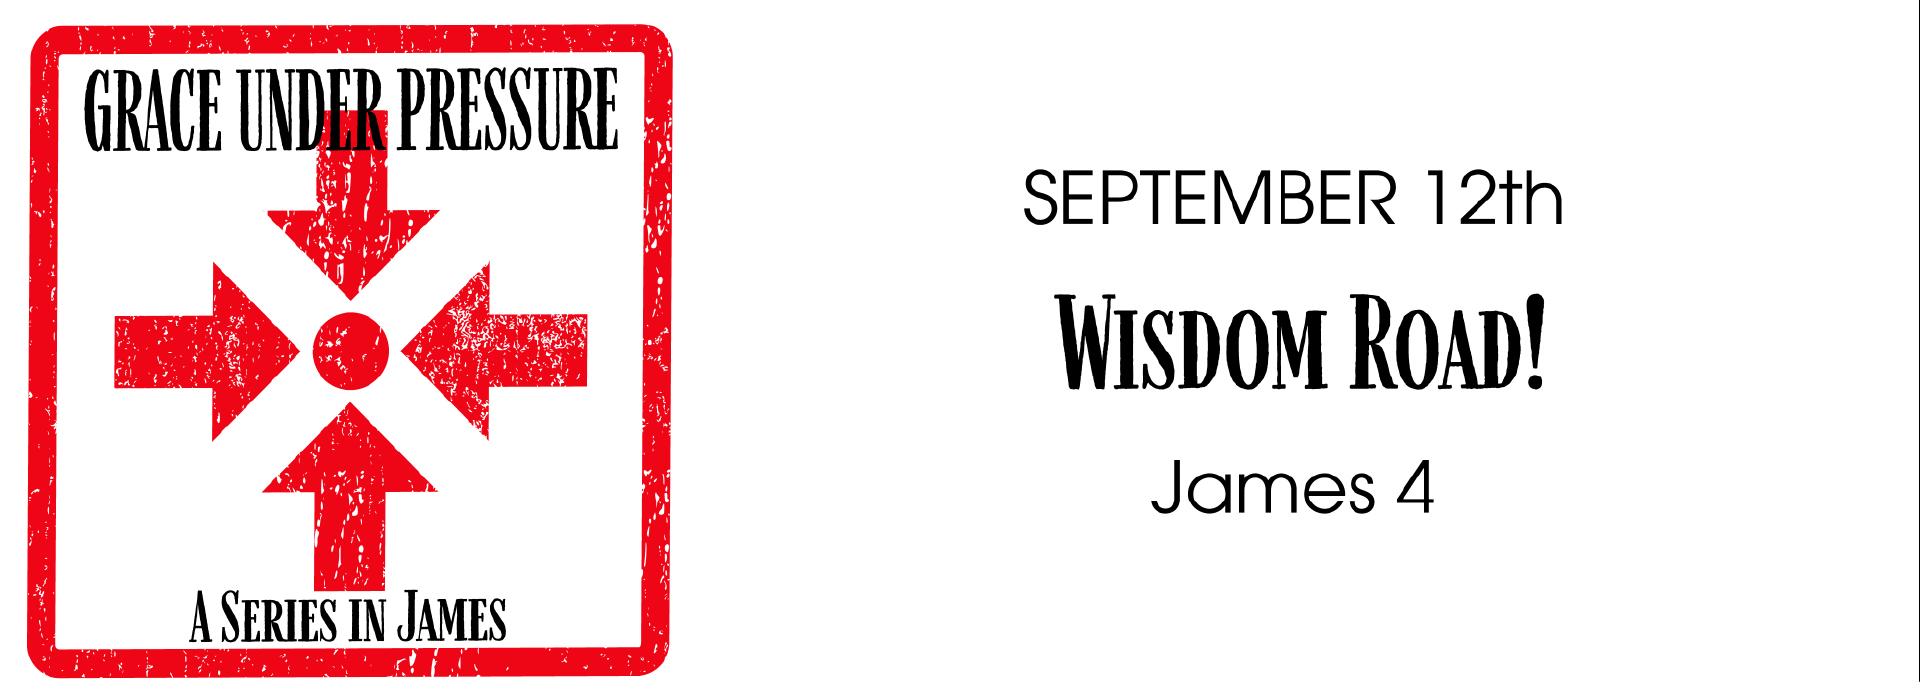 GRACE UNDER PRESSURE
A SERIES IN JAMES
SEPTEMBER 12th
WISDOM ROAD!
James 4